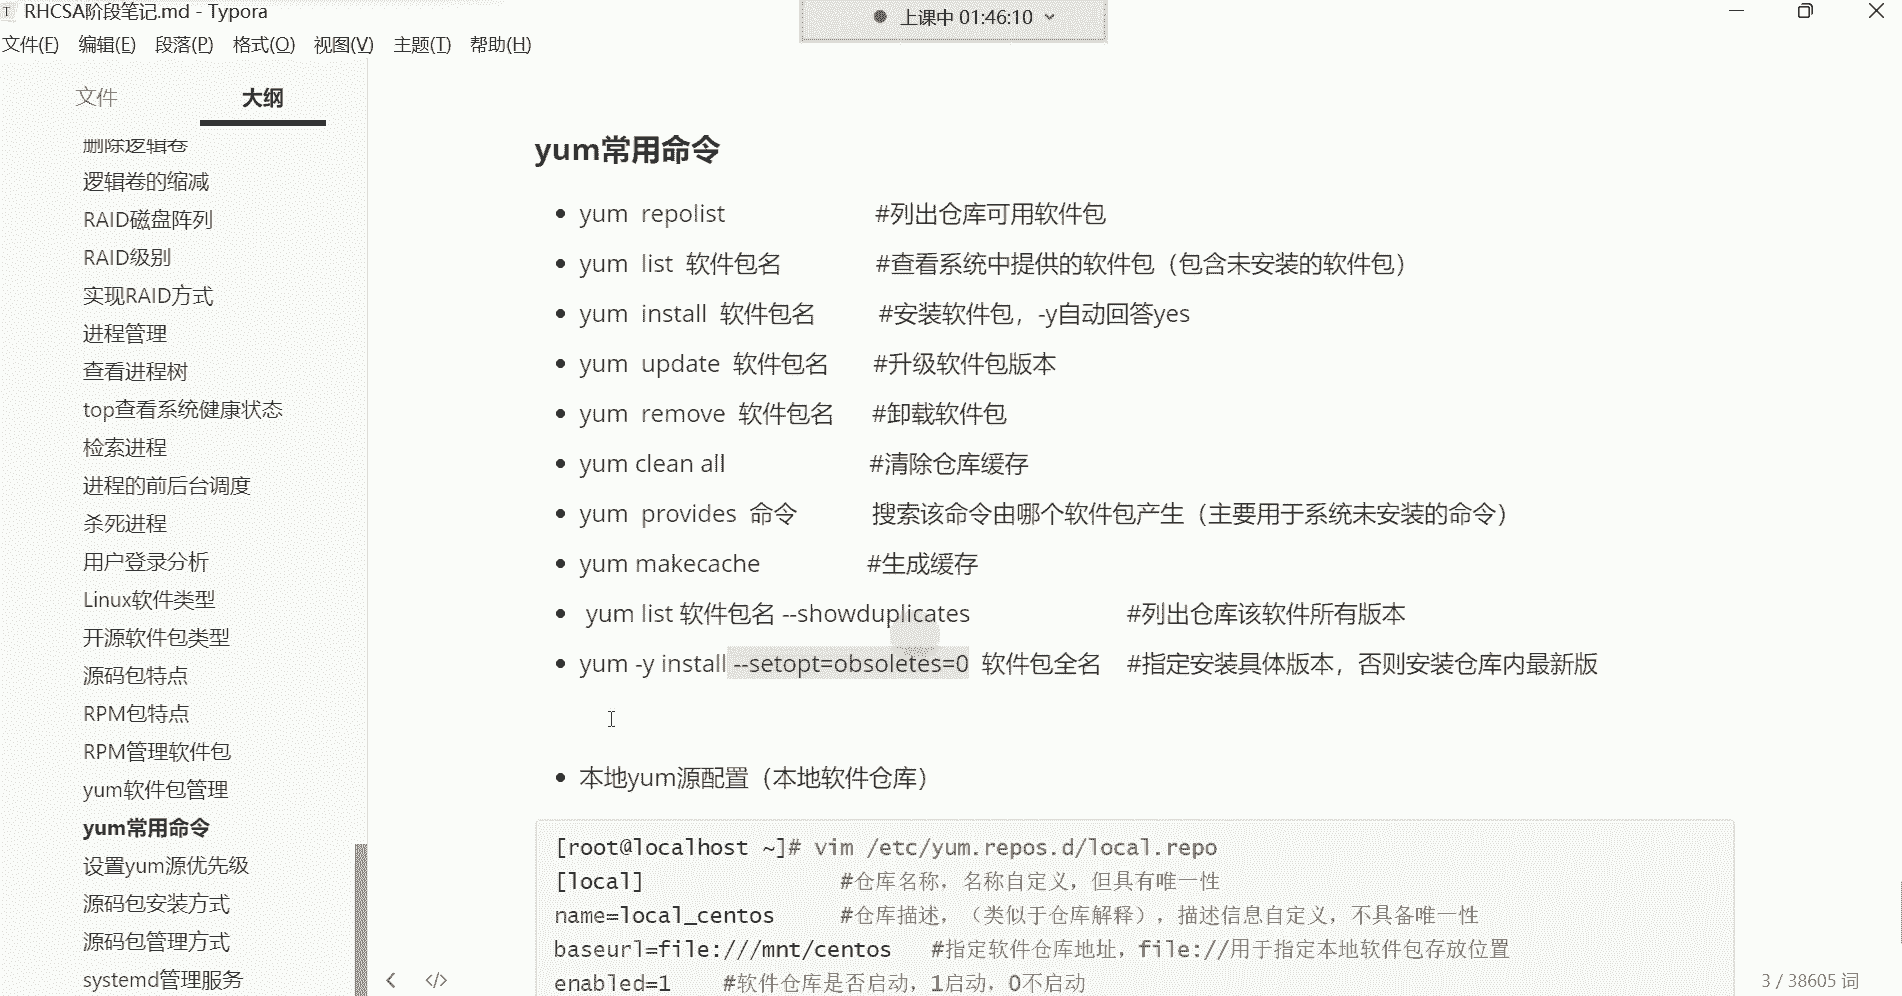 RHCSA阶段笔记.md - Typora
上课中 01:46:10
文件(F) 编辑(E) 段落(P) 格式(O) 视图(V) 主题(T) 帮助(H)
文件 大纲
删除逻辑卷
逻辑卷的缩减
RAID磁盘阵列
RAID级别
实现RAID方式
进程管理
查看进程树
top查看系统健康状态
检索进程
进程的前后台调度
杀死进程
用户登录分析
Linux软件类型
开源软件包类型
源码包特点
RPM包特点
RPM管理软件包
yum软件包管理
yum常用命令
设置yum源优先级
源码包安装方式
源码包管理方式
systemd管理服务
yum常用命令
yum repolist #列出仓库可用软件包
yum list 软件包名 #查看系统中提供的软件包（包含未安装的软件包）
yum install 软件包名 #安装软件包，-y自动回答yes
yum update 软件包名 #升级软件包版本
yum remove 软件包名 #卸载软件包
yum clean all #清除仓库缓存
yum provides 命令 搜索该命令由哪个软件包产生（主要用于系统未安装的命令）
yum makecache #生成缓存
yum list 软件包名 --showduplicates #列出仓库该软件所有版本
yum -y install --setopt=obsoletes=0 软件包全名 #指定安装具体版本，否则安装仓库内最新版
本地yum源配置（本地软件仓库）
[root@localhost ~]# vim /etc/yum.repos.d/local.repo
[local] #仓库名称，名称自定义，但具有唯一性
name=local_centos #仓库描述，（类似于仓库解释），描述信息自定义，不具备唯一性
baseurl=file:///mnt/centos #指定软件仓库地址，file://用于指定本地软件包存放位置
enabled=1 #软件仓库是否启动，1启动，0不启动
3 / 38605 词